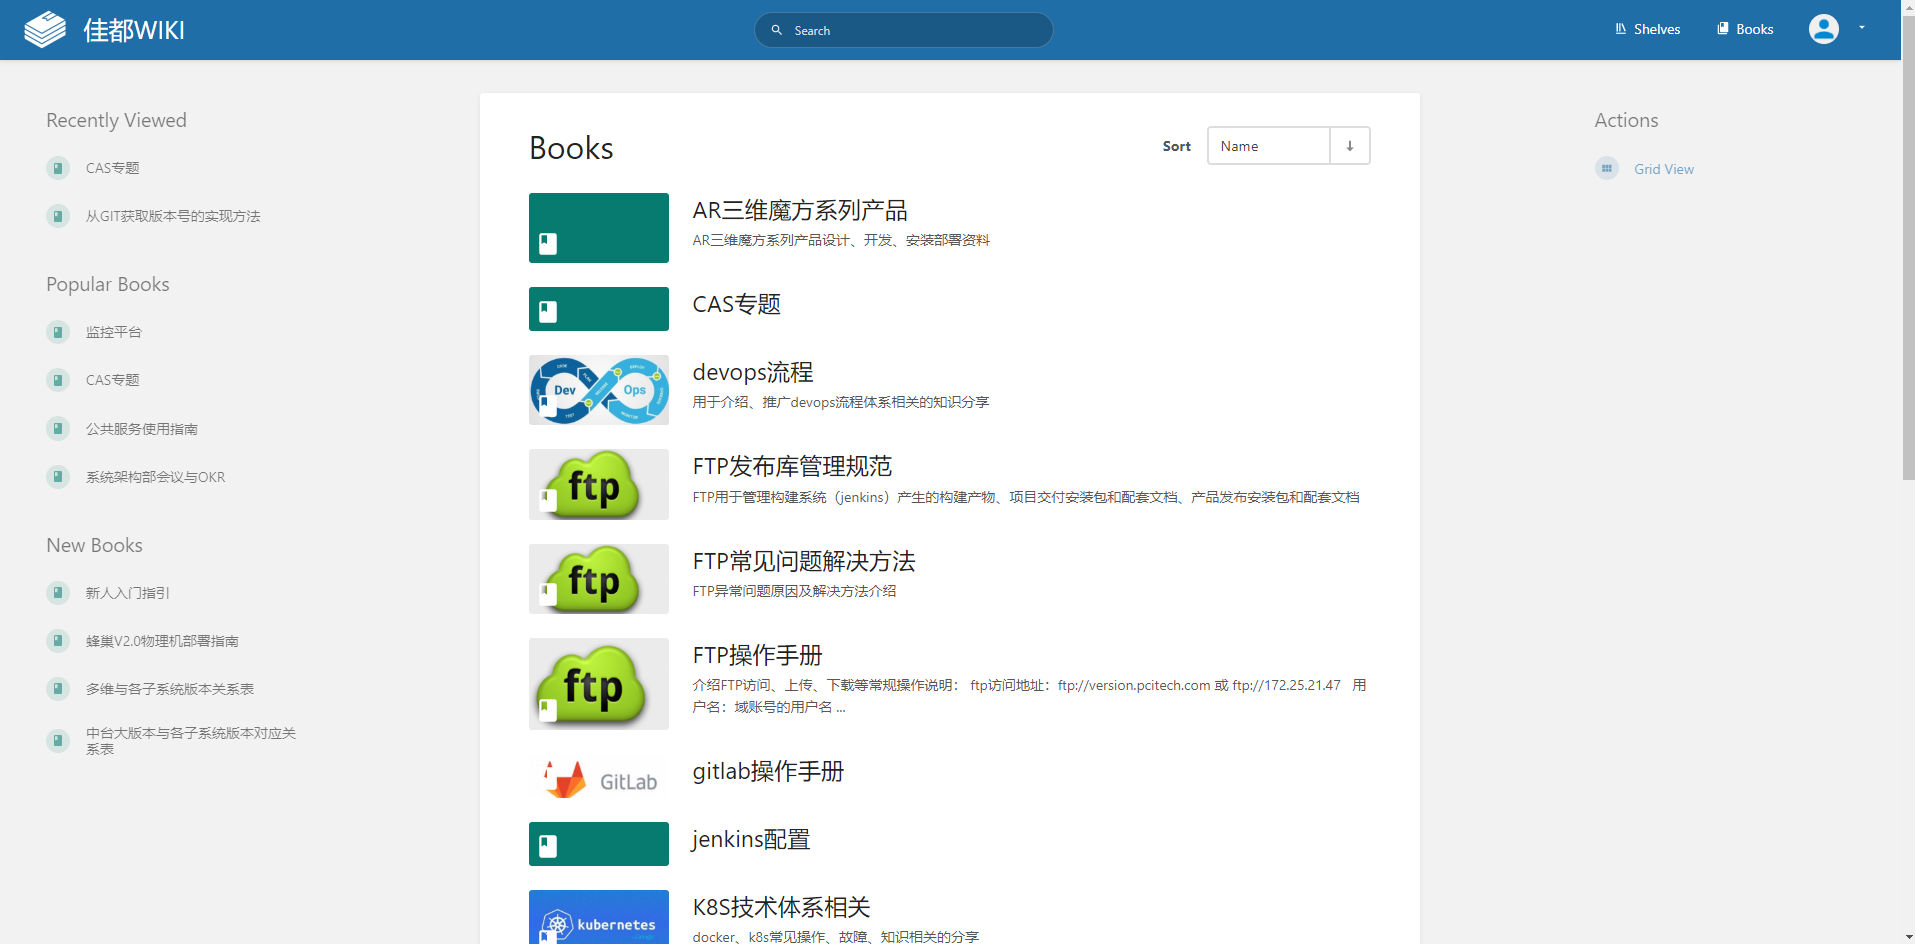 佳都WIKI
Search
Shelves
Books
Recently Viewed
CAS专题
从GIT获取版本号的实现方法
Popular Books
监控平台
CAS专题
公共服务使用指南
系统架构部会议与OKR
New Books
新人入门指引
蜂巢V2.0物理机部署指南
多维与各子系统版本关系表
中台大版本与各子系统版本对应关
系表
Books
Sort
Name
AR三维魔方系列产品
AR三维魔方系列产品设计、开发、安装部署资料
CAS专题
Dev
Ops
devops流程
用于介绍、推广devops流程体系相关的知识分享
ftp
FTP发布库管理规范
FTP用于管理构建系统（jenkins）产生的构建产物、项目交付安装包和配套文档、产品发布安装包和配套文档
ftp
FTP常见问题解决方法
FTP异常问题原因及解决方法介绍
ftp
FTP操作手册
介绍FTP访问、上传、下载等常规操作说明： ftp访问地址：ftp://version.pcitech.com 或 ftp://172.25.21.47 用
户名：域账号的用户名 ...
GitLab
gitlab操作手册
jenkins配置
kubernetes
K8S技术体系相关
docker、k8s常见操作、故障、知识相关的分享
Actions
Grid View